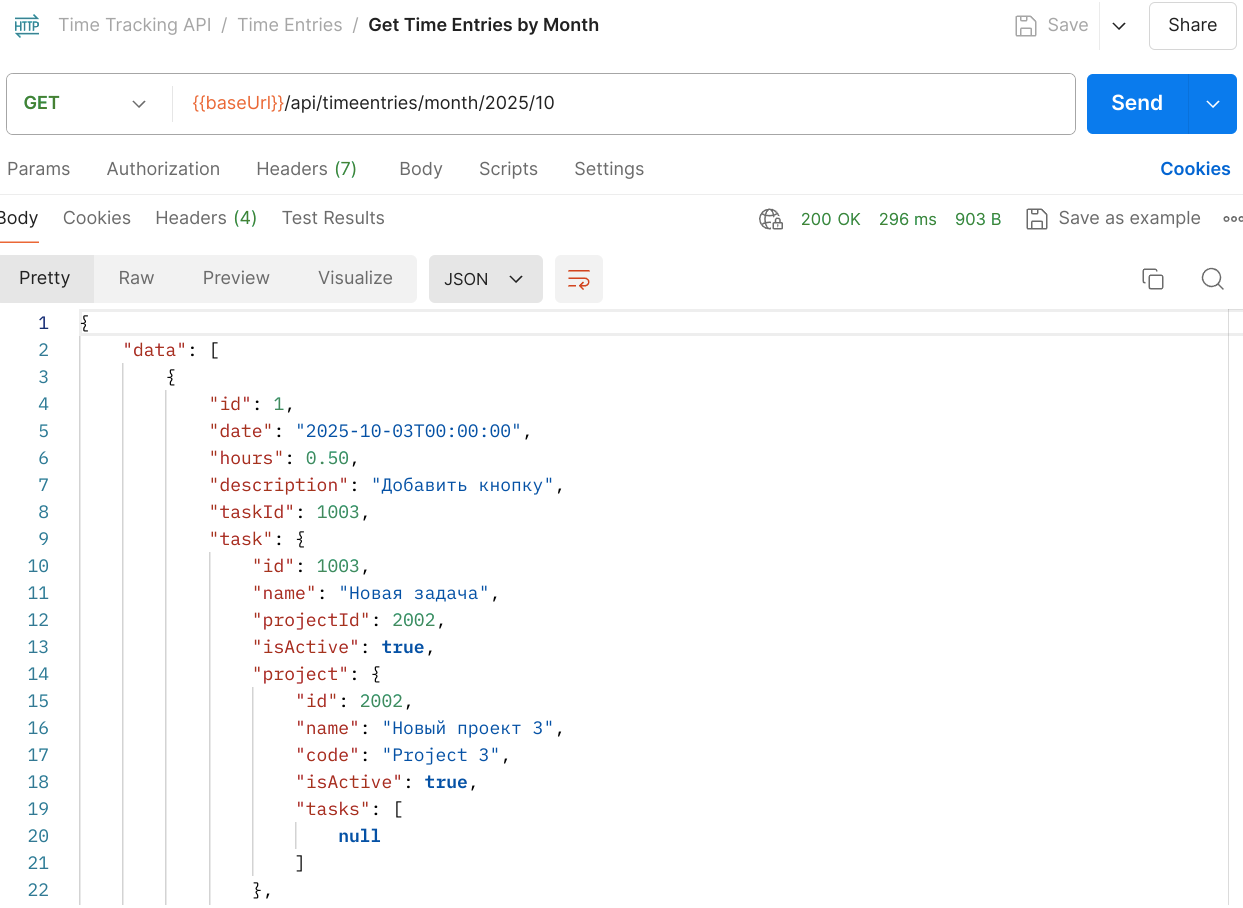 HTTP Time Tracking API / Time Entries / Get Time Entries by Month Save Share
GET {{baseUrl}}/api/timeentries/month/2025/10 Send
Params Authorization Headers (7) Body Scripts Settings Cookies
Body Cookies Headers (4) Test Results 200 OK 296 ms 903 B Save as example
Pretty Raw Preview Visualize JSON
1 {
2 "data": [
3 {
4 "id": 1,
5 "date": "2025-10-03T00:00:00",
6 "hours": 0.50,
7 "description": "Добавить кнопку",
8 "taskId": 1003,
9 "task": {
10 "id": 1003,
11 "name": "Новая задача",
12 "projectId": 2002,
13 "isActive": true,
14 "project": {
15 "id": 2002,
16 "name": "Новый проект 3",
17 "code": "Project 3",
18 "isActive": true,
19 "tasks": [
20 null
21 ]
22 },